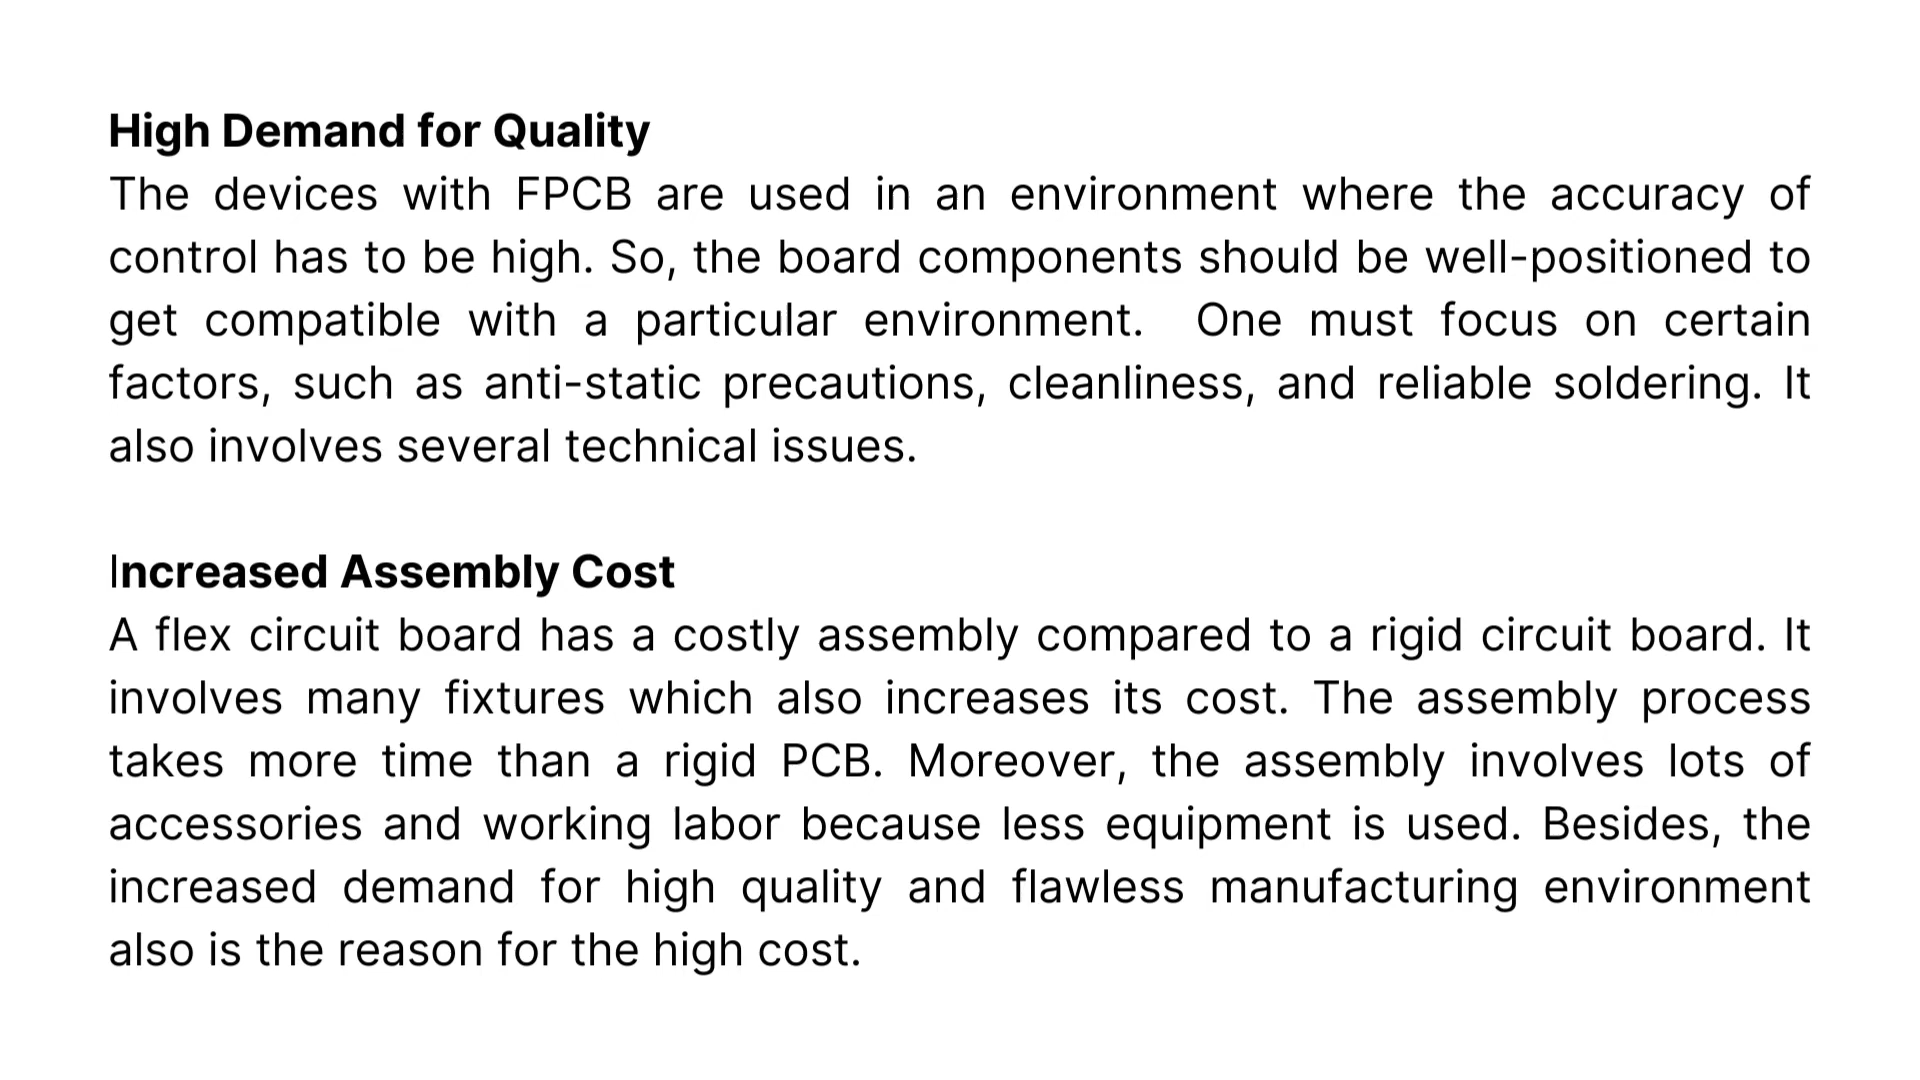 High Demand for Quality
The devices with FPCB are used in an environment where the accuracy of
control has to be high. So, the board components should be well-positioned to
get compatible with a particular environment.  One must focus on certain
factors, such as anti-static precautions, cleanliness, and reliable soldering. It
also involves several technical issues.
Increased Assembly Cost
A flex circuit board has a costly assembly compared to a rigid circuit board. It
involves many fixtures which also increases its cost. The assembly process
takes more time than a rigid PCB. Moreover, the assembly involves lots of
accessories and working labor because less equipment is used. Besides, the
increased demand for high quality and flawless manufacturing environment
also is the reason for the high cost.